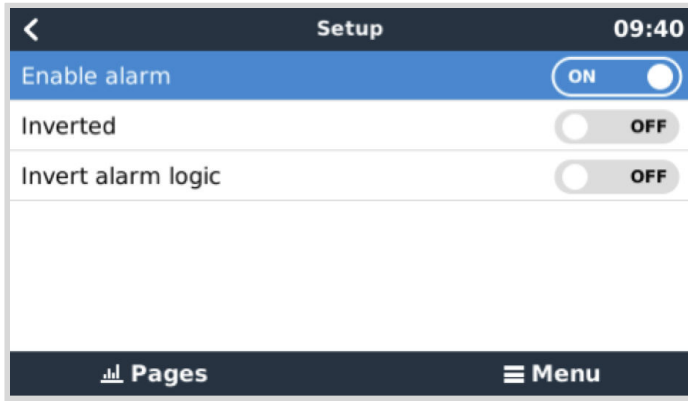 Setup 09:40
Enable alarm ON
Inverted OFF
Invert alarm logic OFF
Pages Menu